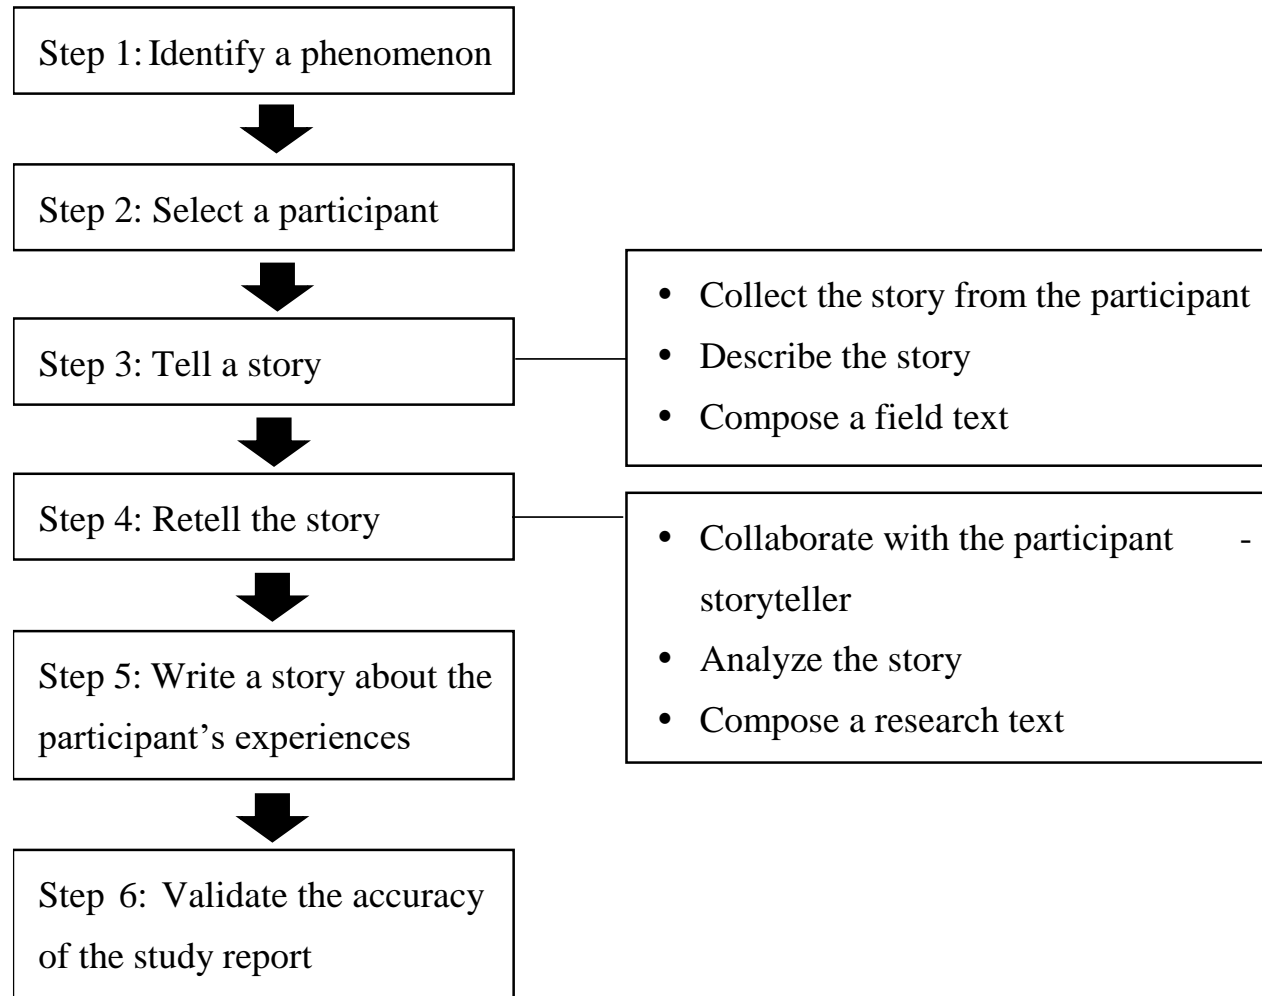 Step 1: Identify a phenomenon
Step 2: Select a participant
Step 3: Tell a story
• Collect the story from the participant
• Describe the story
• Compose a field text
Step 4: Retell the story
• Collaborate with the participant -
storyteller
• Analyze the story
• Compose a research text
Step 5: Write a story about the
participant’s experiences
Step 6: Validate the accuracy
of the study report